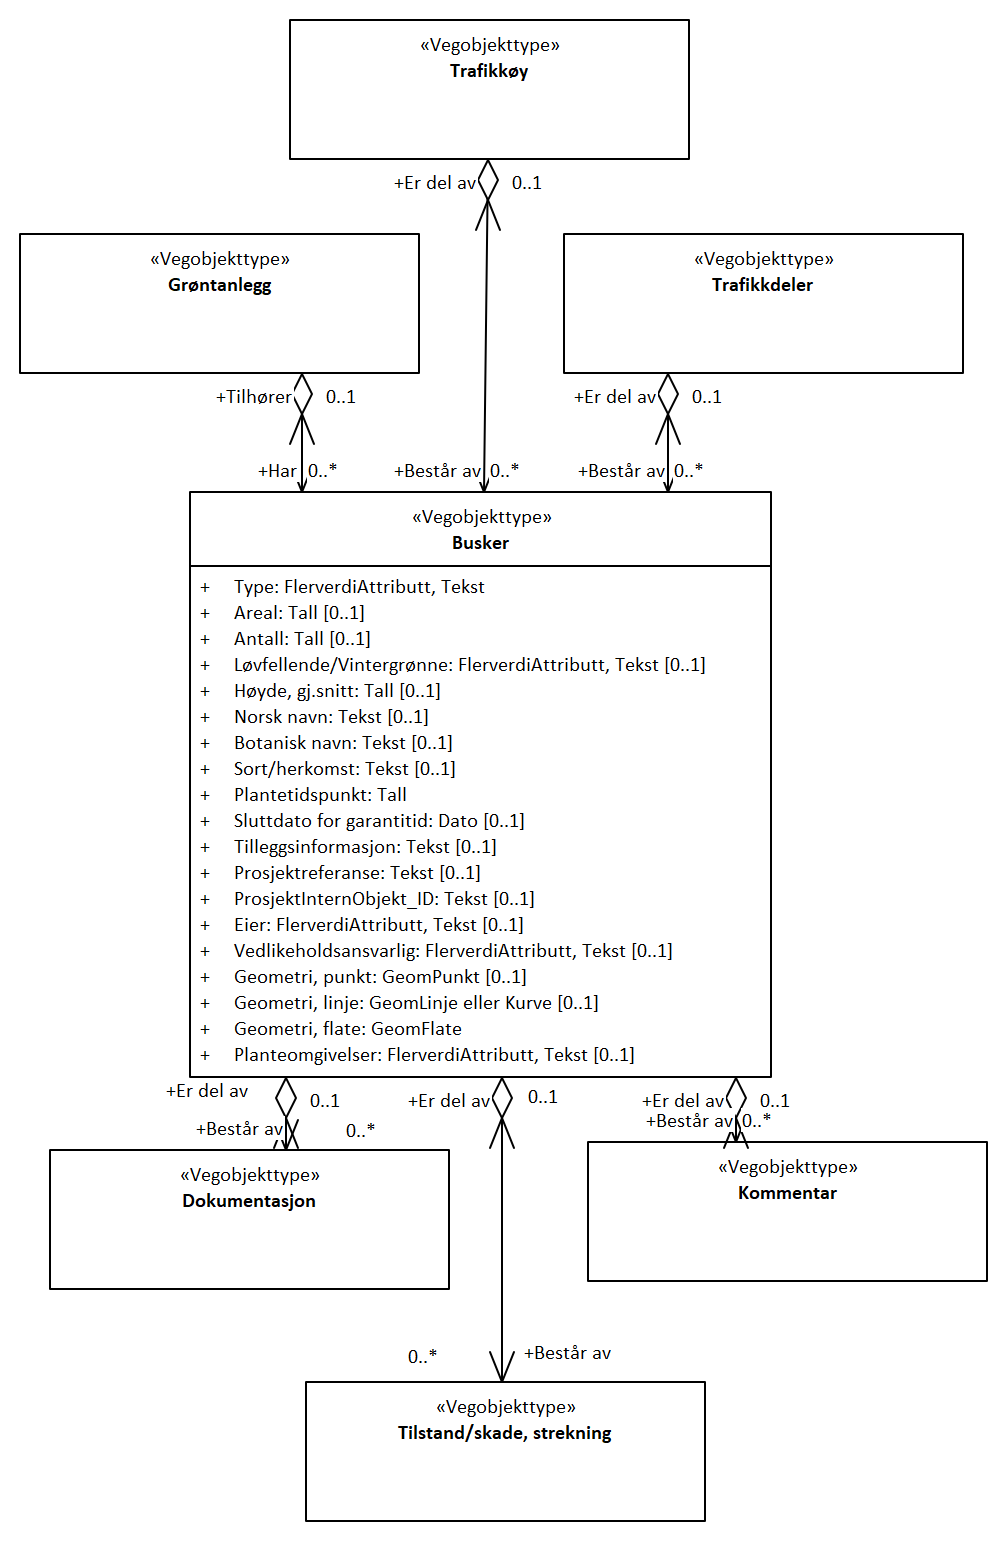 «Vegobjekttype»
Trafikkøy
+Er del av 0..1
«Vegobjekttype»
Grøntanlegg
«Vegobjekttype»
Trafikkdeler
+Tilhører 0..1
+Er del av 0..1
+Har 0..*
+Består av 0..*
+Består av 0..*
«Vegobjekttype»
Busker
+ Type: FlerverdiAttributt, Tekst
+ Areal: Tall [0..1]
+ Antall: Tall [0..1]
+ Løvfellende/Vintergrønne: FlerverdiAttributt, Tekst [0..1]
+ Høyde, gj.snitt: Tall [0..1]
+ Norsk navn: Tekst [0..1]
+ Botanisk navn: Tekst [0..1]
+ Sort/herkomst: Tekst [0..1]
+ Plantetidspunkt: Tall
+ Sluttdato for garantitid: Dato [0..1]
+ Tilleggsinformasjon: Tekst [0..1]
+ Prosjektreferanse: Tekst [0..1]
+ ProsjektInternObjekt_ID: Tekst [0..1]
+ Eier: FlerverdiAttributt, Tekst [0..1]
+ Vedlikeholdsansvarlig: FlerverdiAttributt, Tekst [0..1]
+ Geometri, punkt: GeomPunkt [0..1]
+ Geometri, linje: GeomLinje eller Kurve [0..1]
+ Geometri, flate: GeomFlate
+ Planteomgivelser: FlerverdiAttributt, Tekst [0..1]
+Er del av 0..1
+Er del av 0..1
+Er del av 0..1
+Består av 0..*
+Består av 0..*
«Vegobjekttype»
Dokumentasjon
«Vegobjekttype»
Kommentar
0..* +Består av
«Vegobjekttype»
Tilstand/skade, strekning